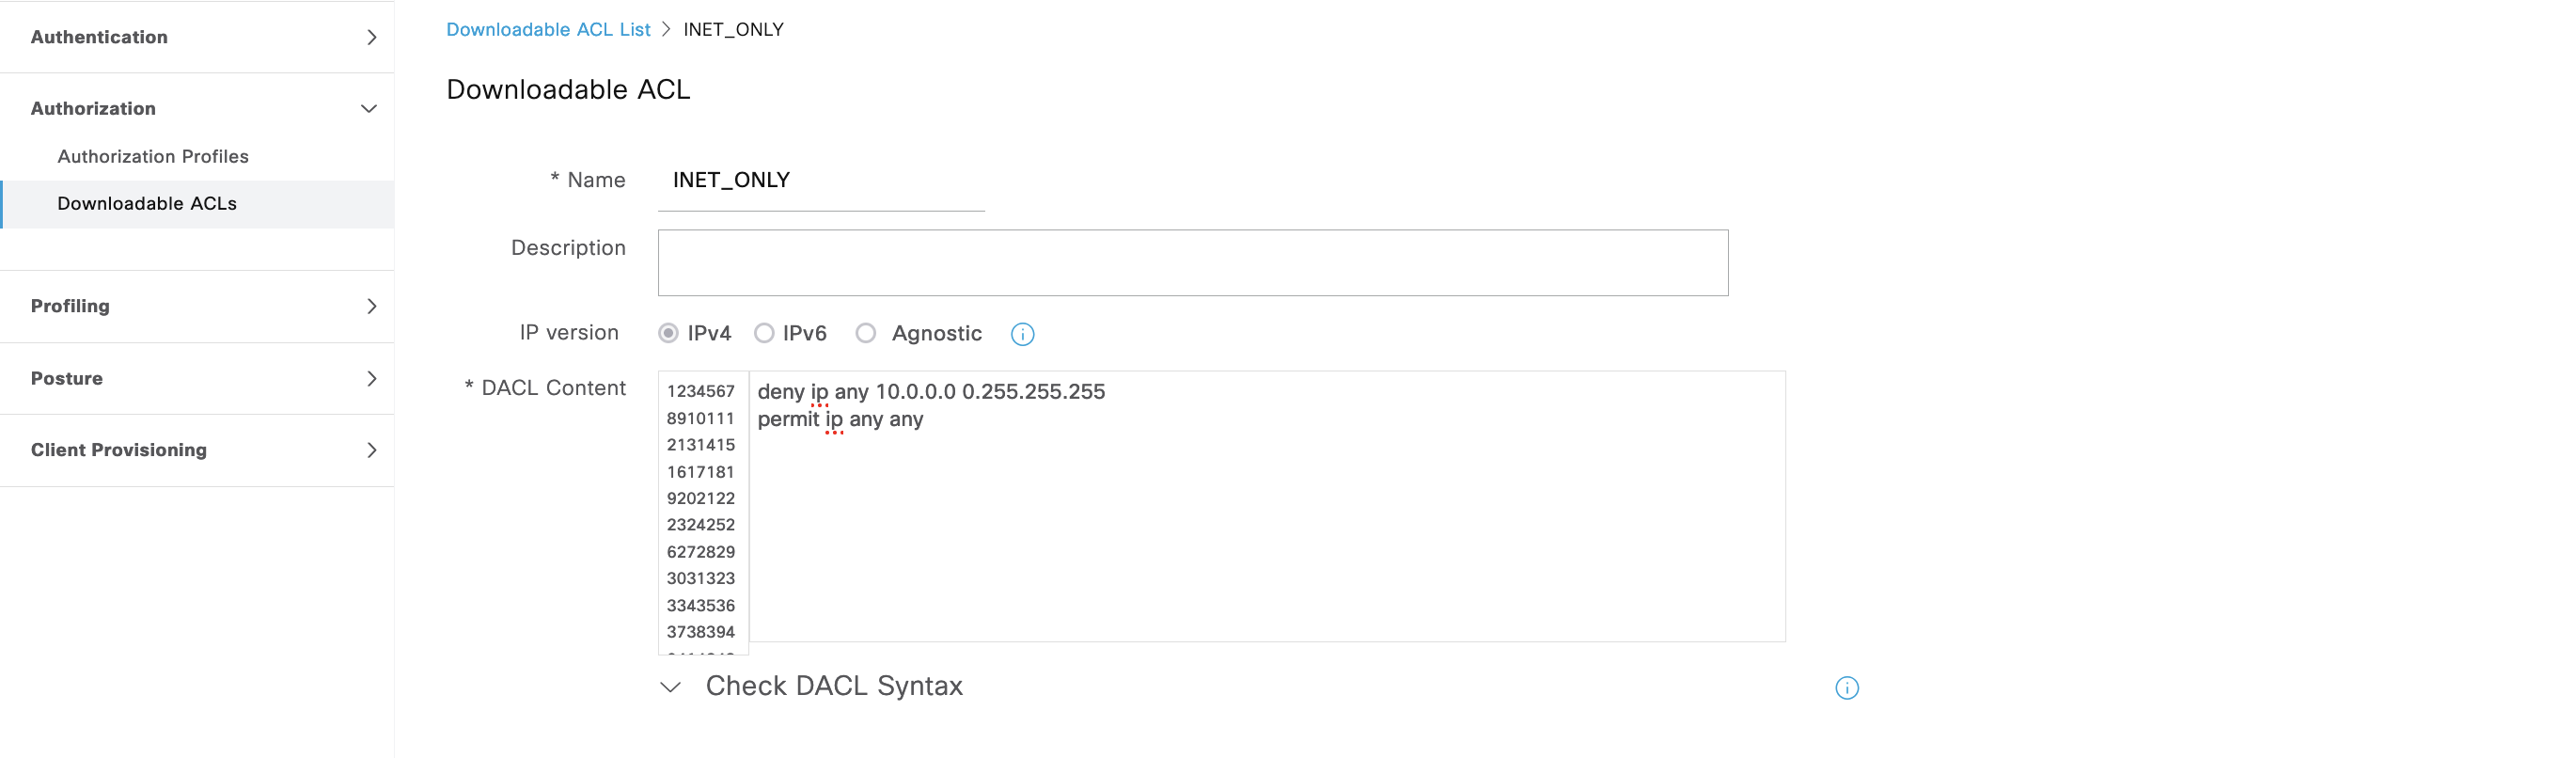 Authentication
Authorization
Authorization Profiles
Downloadable ACLs
Profiling
Posture
Client Provisioning
Downloadable ACL List > INET_ONLY
Downloadable ACL
* Name INET_ONLY
Description
IP version IPv4 IPv6 Agnostic
* DACL Content
1234567 deny ip any 10.0.0.0 0.255.255.255
8910111 permit ip any any
2131415
1617181
9202122
2324252
6272829
3031323
3343536
3738394
Check DACL Syntax